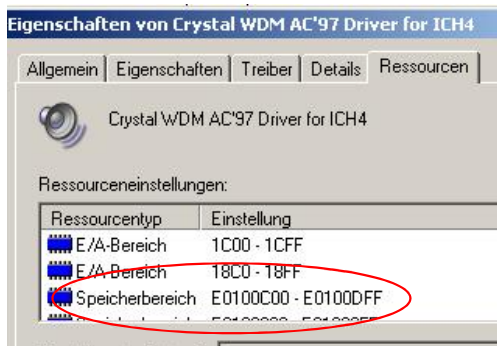 Eigenschaften von Crystal WDM AC'97 Driver for ICH4
Allgemein Eigenschaften Treiber Details Ressourcen
Crystal WDM AC'97 Driver for ICH4
Ressourceneinstellungen:
Ressourcentyp Einstellung
E/A-Bereich 1C00 - 1CFF
E/A-Bereich 18C0 - 18FF
Speicherbereich E0100C00 - E0100DFF